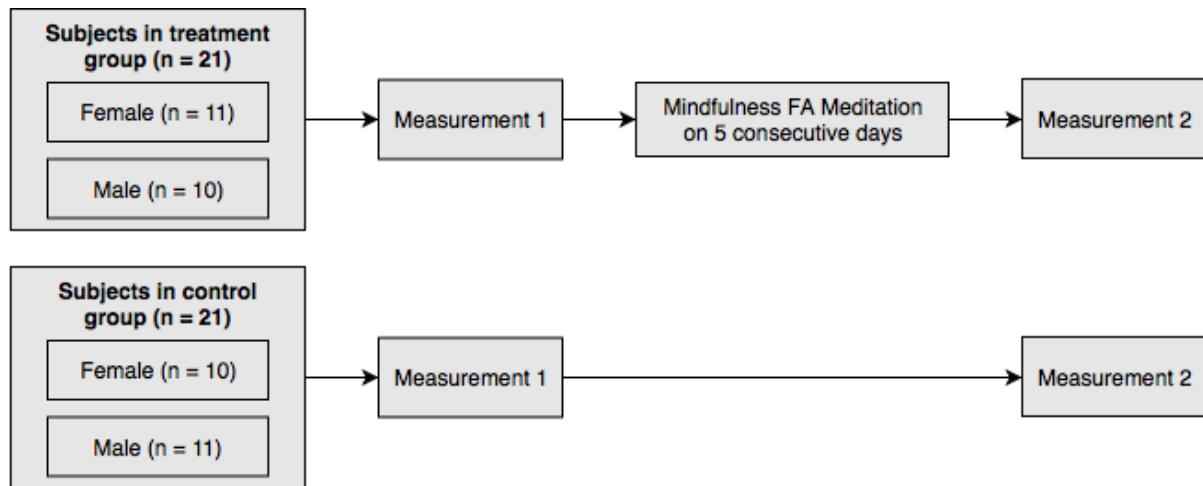 Subjects in treatment
group (n = 21)
Female (n = 11)
Male (n = 10)
Measurement 1
Mindfulness FA Meditation
on 5 consecutive days
Measurement 2
Subjects in control
group (n = 21)
Female (n = 10)
Male (n = 11)
Measurement 1
Measurement 2